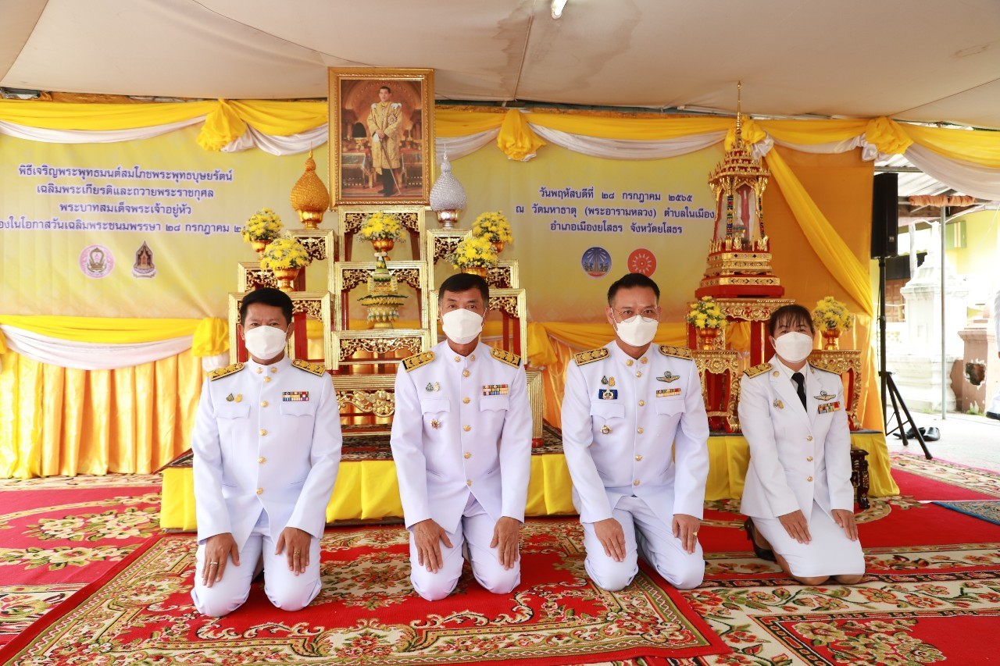 พิธีเจริญพระพุทธมนต์สมโภชพระพุทธบุษยรัตน์
เฉลิมพระเกียรติและถวายพระราชกุศล
พระบาทสมเด็จพระเจ้าอยู่หัว
องในโอกาสวันเฉลิมพระชนมพรรษา ๒๘ กรกฎาคม ๒
วันพฤหัสบดีที่ ๒๘ กรกฎาคม ๒๕๖๕
ณ วัดมหาธาตุ (พระอารามหลวง) ตำบลในเมือง
อำเภอเมืองยโสธร จังหวัดยโสธร